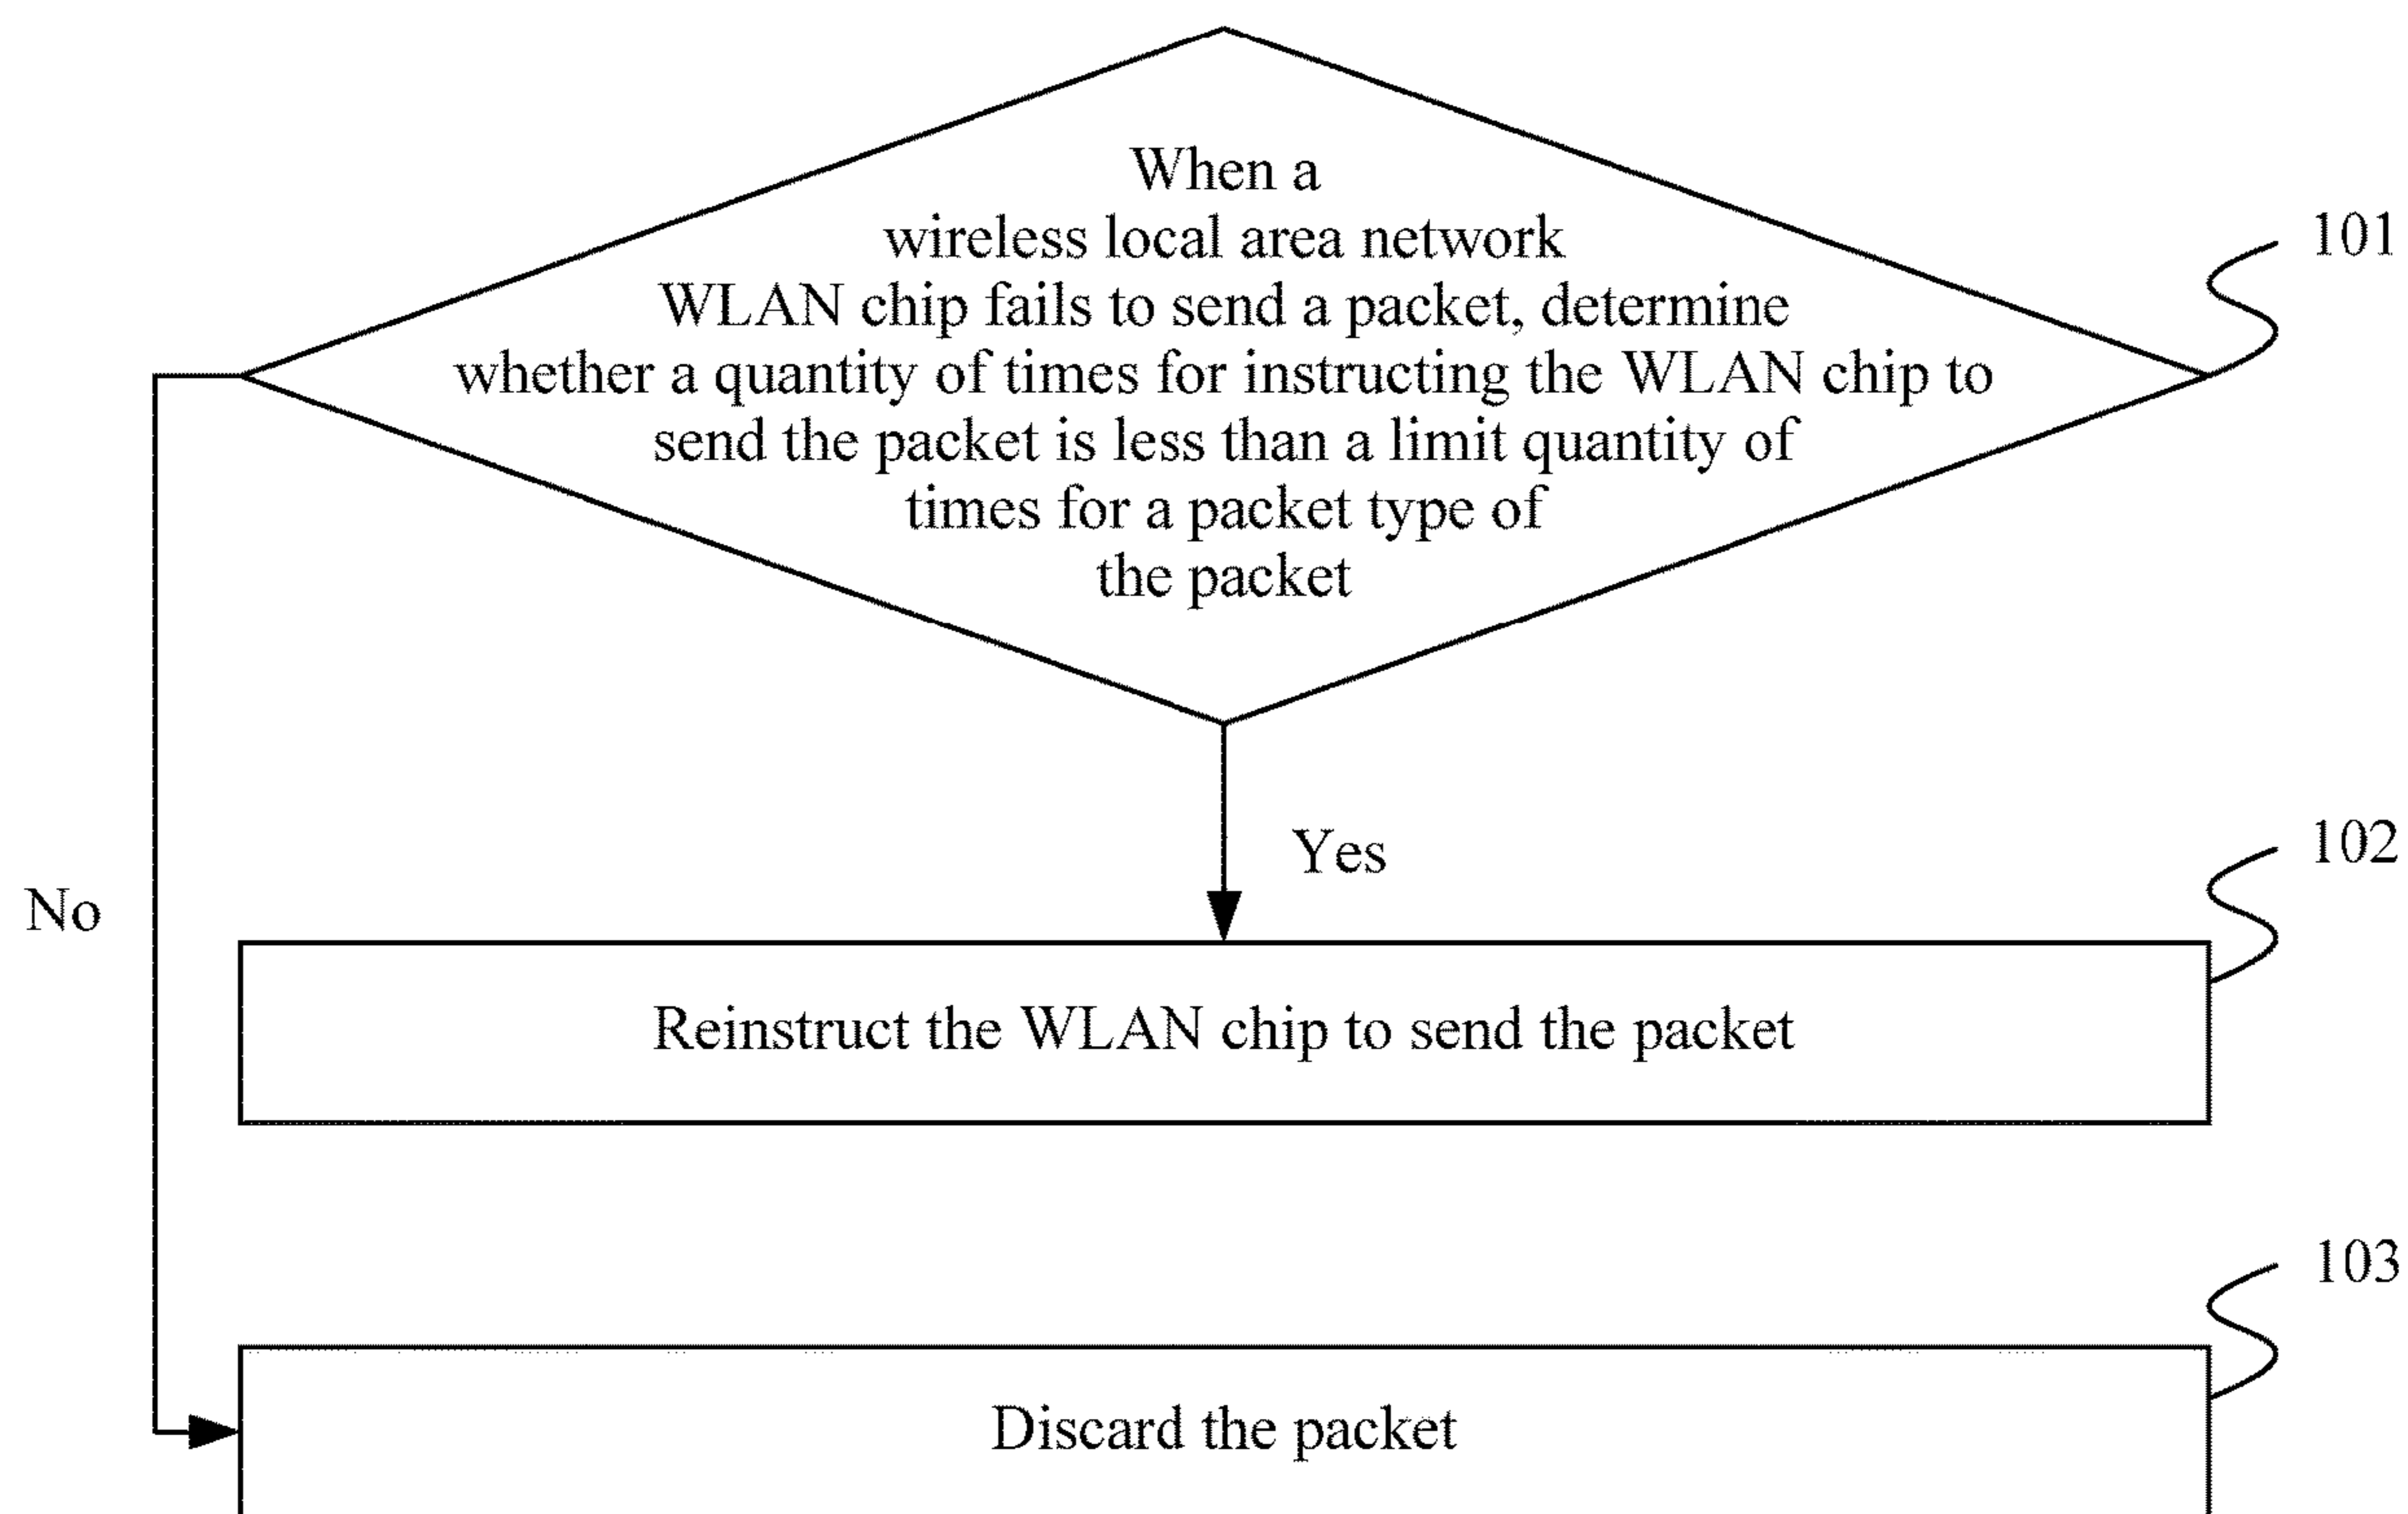 When a
wireless local area network
WLAN chip fails to send a packet, determine
whether a quantity of times for instructing the WLAN chip to
send the packet is less than a limit quantity of
times for a packet type of
the packet
101
Yes
No
102
Reinstruct the WLAN chip to send the packet
103
Discard the packet